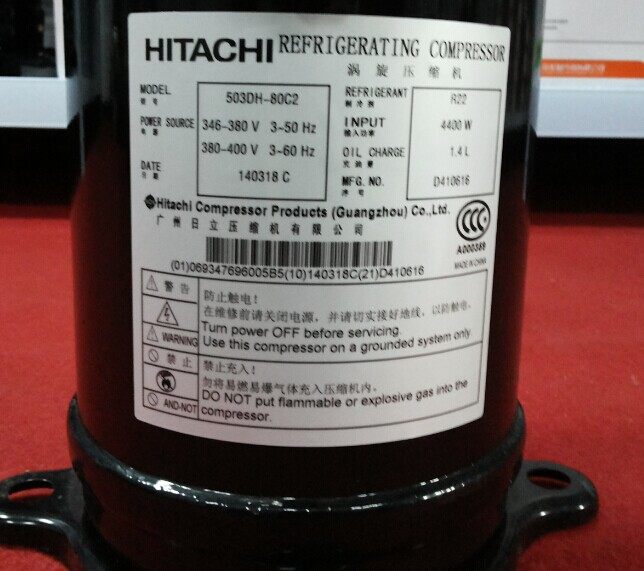 HITACHI REFRIGERATING COMPRESSOR
涡旋压缩机
MODEL 型号 503DH-80C2 REFRIGERANT 制冷剂 R22
POWER SOURCE 电源 346-380 V 3~50 Hz INPUT 输入功率 4400 W
380-400 V 3~60 Hz OIL CHARGE 充油量 1.4 L
DATE 日期 140318 C MFG. NO. 序号 D410616
Hitachi Compressor Products (Guangzhou) Co., Ltd.
广州日立压缩机有限公司
CCC
A000388
MADE IN CHINA
(01)069347696005B5(10)140318C(21)D410616
警告
WARNING
防止触电!
在维修前请关闭电源,并请切实接好地线,以防触电.
Turn power OFF before servicing.
Use this compressor on a grounded system only.
禁止
AND-NOT
禁止充入!
勿将易燃易爆气体充入压缩机内。
DO NOT put flammable or explosive gas into the
compressor.